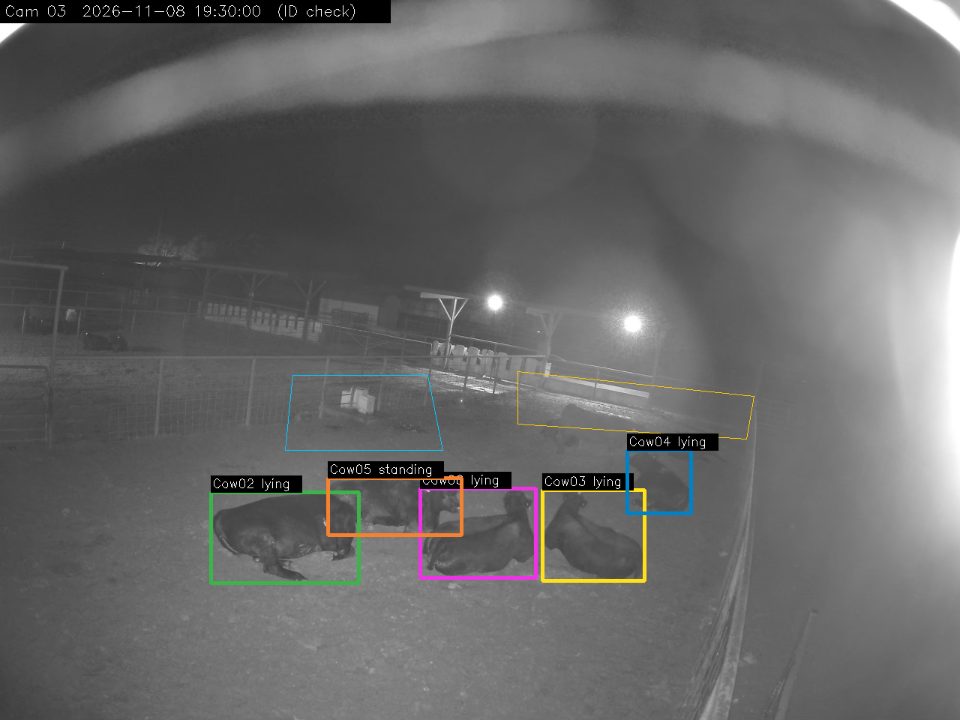 Cam 03  2026-11-08 19:30:00  (ID check)
Cow04 lying
Cow05 standing
Cow02 lying
lying
Cow03 lying